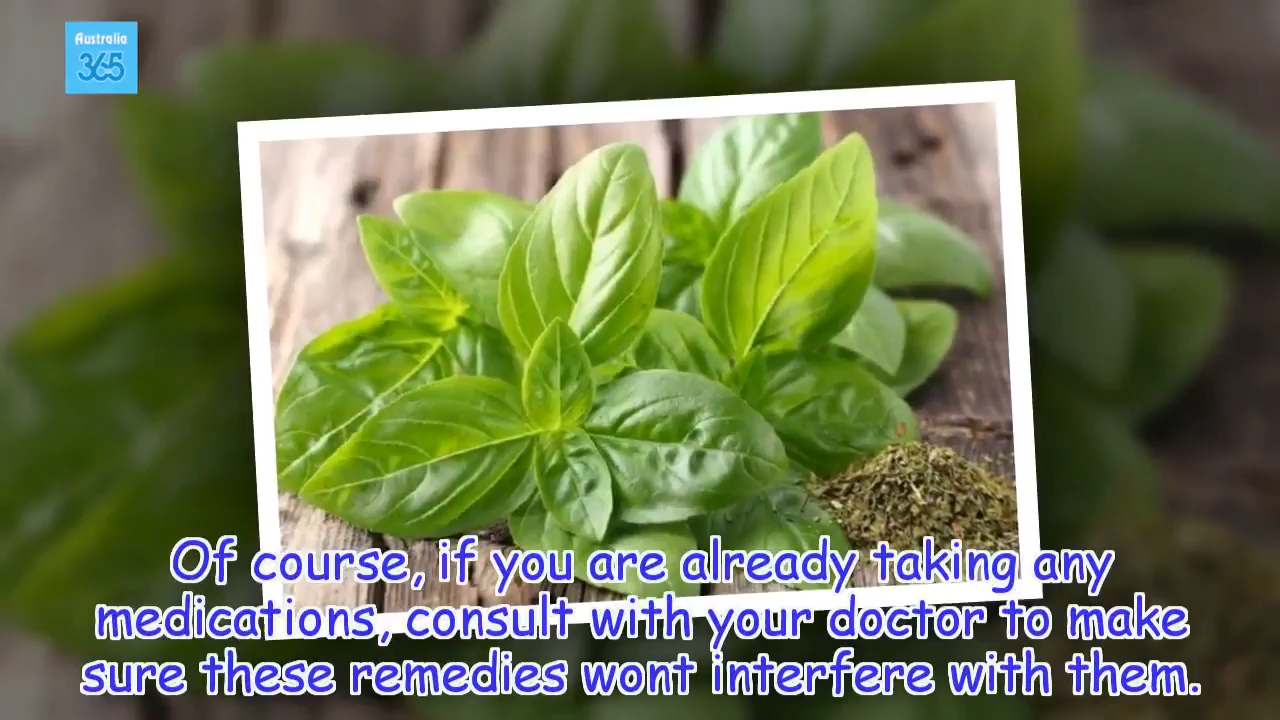 Australia
365
Of course, if you are already taking any
medications, consult with your doctor to make
sure these remedies wont interfere with them.